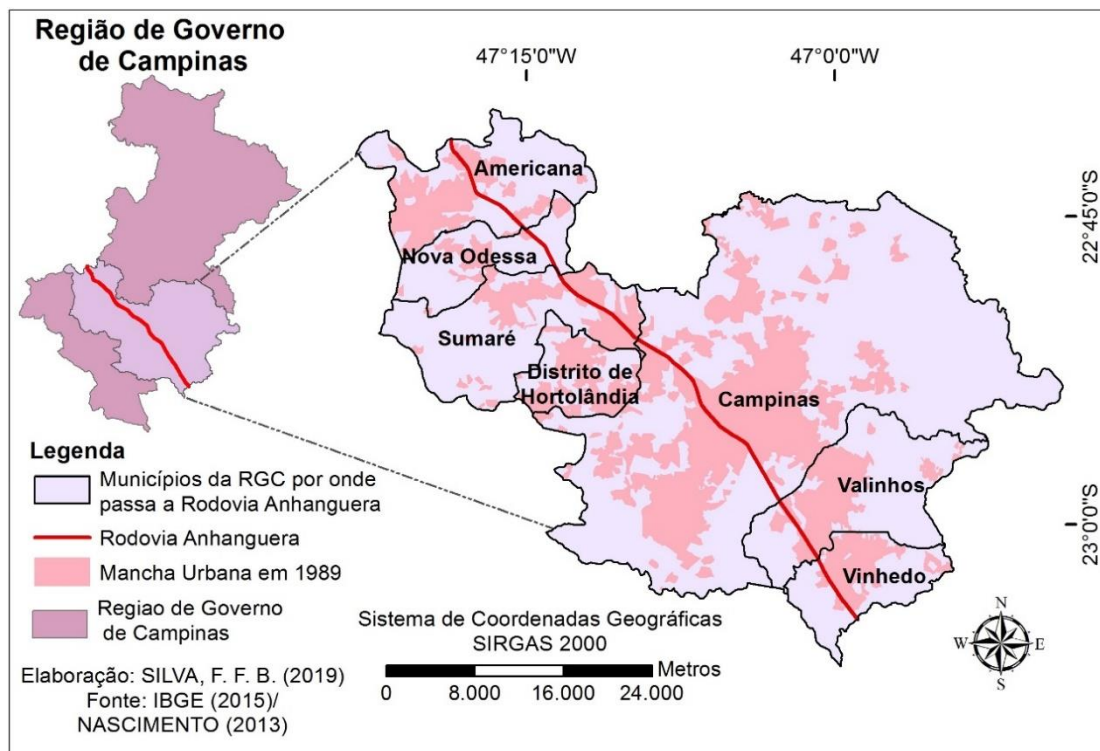 Região de Governo
de Campinas
47°15'0"W
47°0'0"W
22°45'0"S
23°0'0"S
Americana
Nova Odessa
Sumaré
Distrito de
Hortolândia
Campinas
Valinhos
Vinhedo
Legenda
Municípios da RGC por onde
passa a Rodovia Anhanguera
Rodovia Anhanguera
Mancha Urbana em 1989
Regiao de Governo
de Campinas
Elaboração: SILVA, F. F. B. (2019)
Fonte: IBGE (2015)/
NASCIMENTO (2013)
Sistema de Coordenadas Geográficas
SIRGAS 2000
Metros
0 8.000 16.000 24.000
N
W E
S